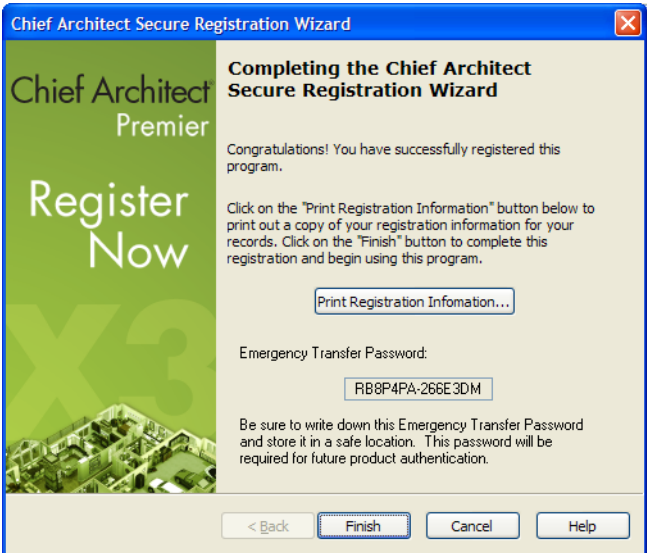 Chief Architect Secure Registration Wizard
Chief Architect®
Premier
Register
Now
X3
Completing the Chief Architect
Secure Registration Wizard
Congratulations! You have successfully registered this
program.
Click on the "Print Registration Information" button below to
print out a copy of your registration information for your
records. Click on the "Finish" button to complete this
registration and begin using this program.
Print Registration Infomation...
Emergency Transfer Password:
RB8P4PA-266E3DM
Be sure to write down this Emergency Transfer Password
and store it in a safe location. This password will be
required for future product authentication.
< Back
Finish
Cancel
Help